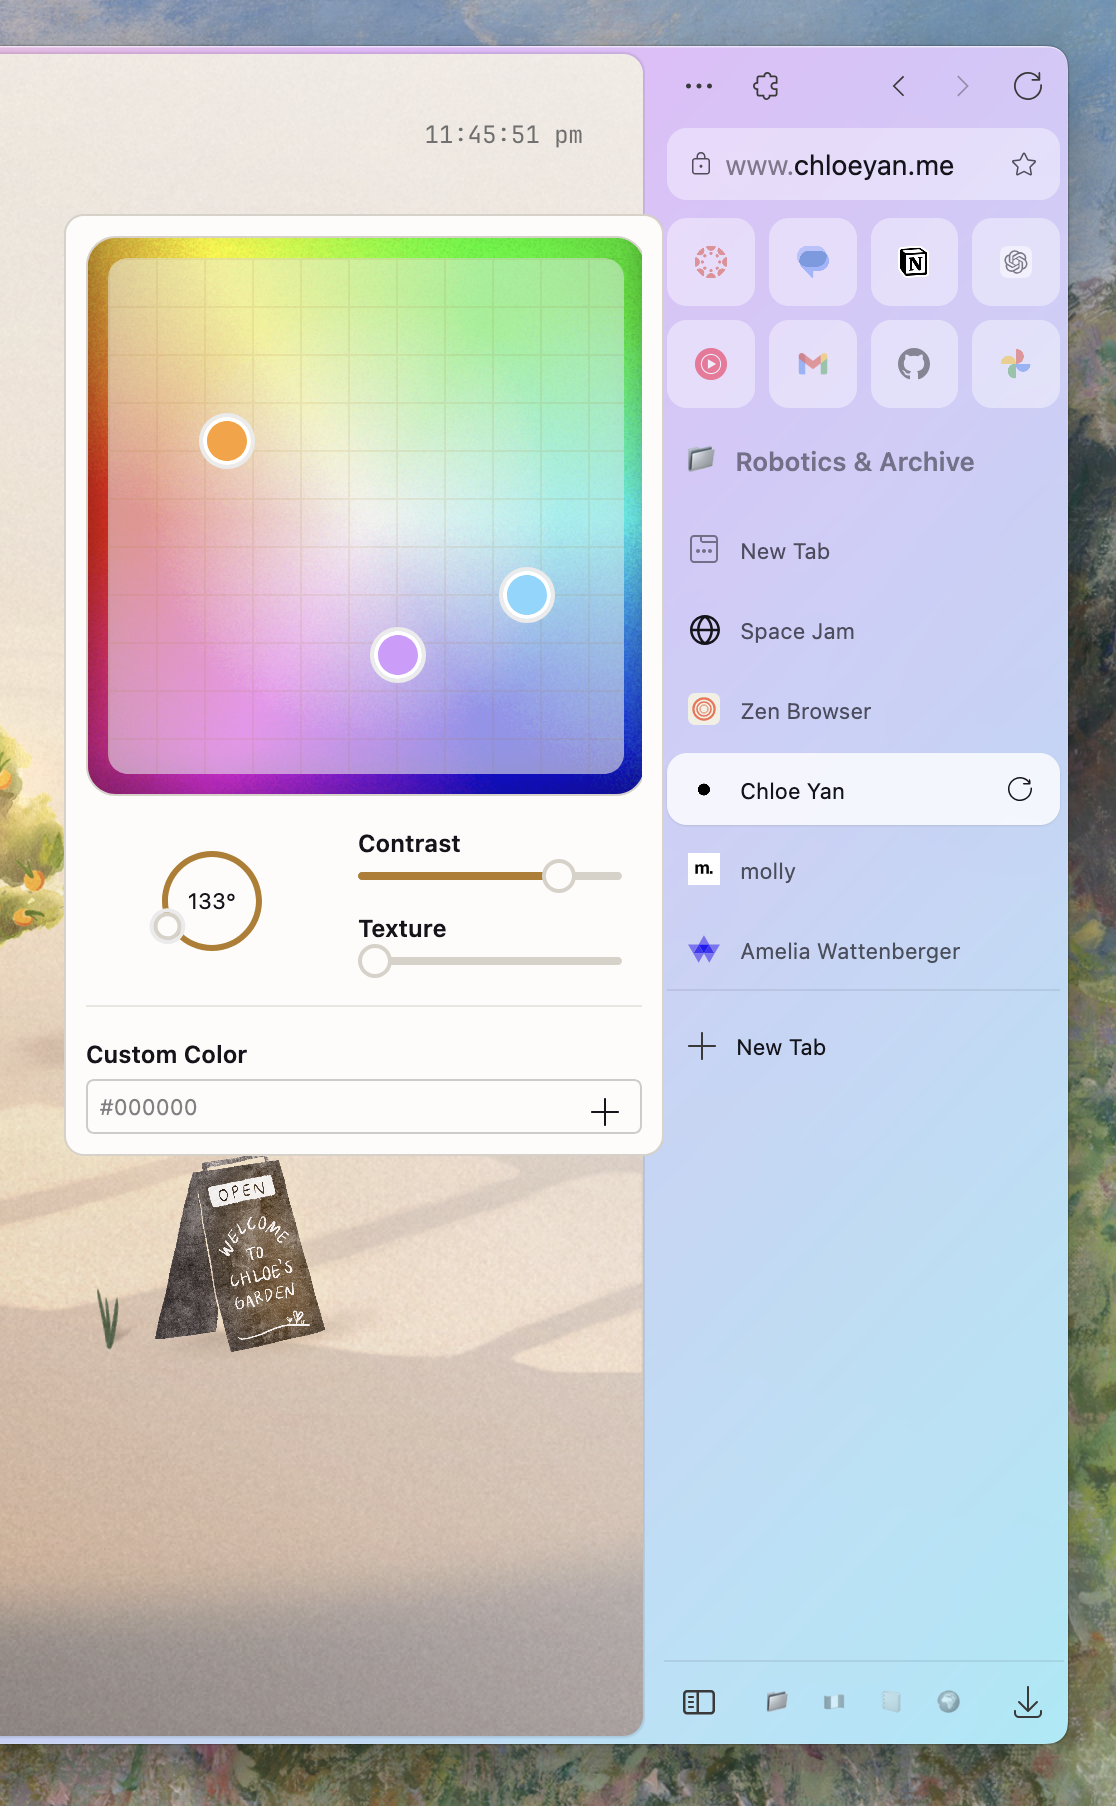 11:45:51 pm
www.chloeyan.me
N
Robotics & Archive
New Tab
Space Jam
Zen Browser
Chloe Yan
m. molly
Amelia Wattenberger
New Tab
Contrast
133°
Texture
Custom Color
#000000
OPEN
WELCOME
TO
CHLOE'S
GARDEN